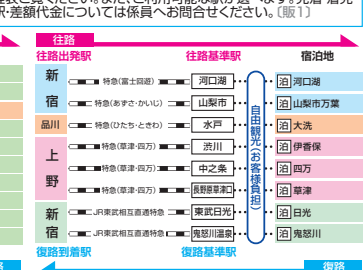 駅・差額代金については係員へお問合せください。〔販1〕
往路
往路出発駅 往路基準駅 宿泊地
新宿 特急(富士回遊) 河口湖 泊 河口湖
特急(あずさ・かいじ) 山梨市 泊 山梨市万葉
品川 特急(ひたち・ときわ) 水戸 泊 大洗
上野 特急(草津・四万) 渋川 泊 伊香保
特急(草津・四万) 中之条 泊 四万
特急(草津・四万) 長野原草津口 泊 草津
新宿 JR東武相互直通特急 東武日光 泊 日光
JR東武相互直通特急 鬼怒川温泉 泊 鬼怒川
自由観光(お客様負担)
復路到着駅 復路基準駅
復路